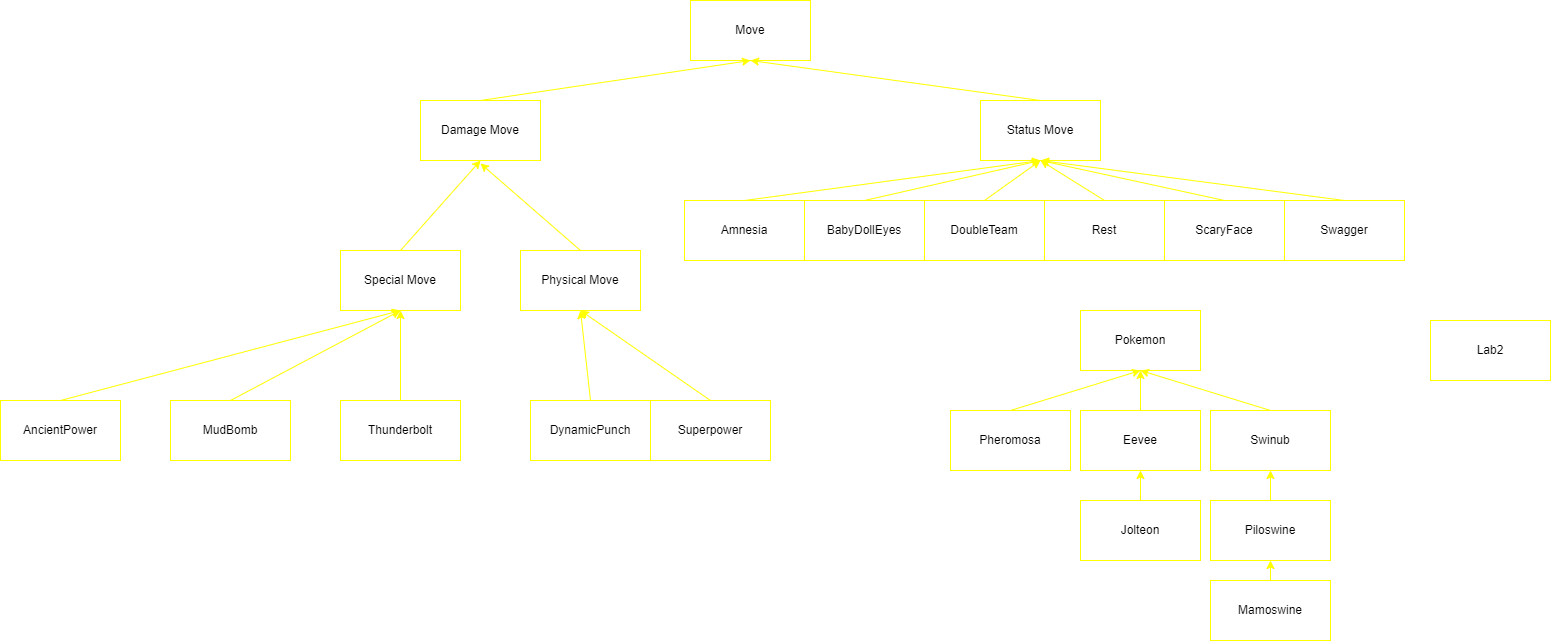 Move
Damage Move
Status Move
Amnesia
BabyDollEyes
DoubleTeam
Rest
ScaryFace
Swagger
Special Move
Physical Move
Pokemon
Lab2
AncientPower
MudBomb
Thunderbolt
DynamicPunch
Superpower
Pheromosa
Eevee
Swinub
Jolteon
Piloswine
Mamoswine